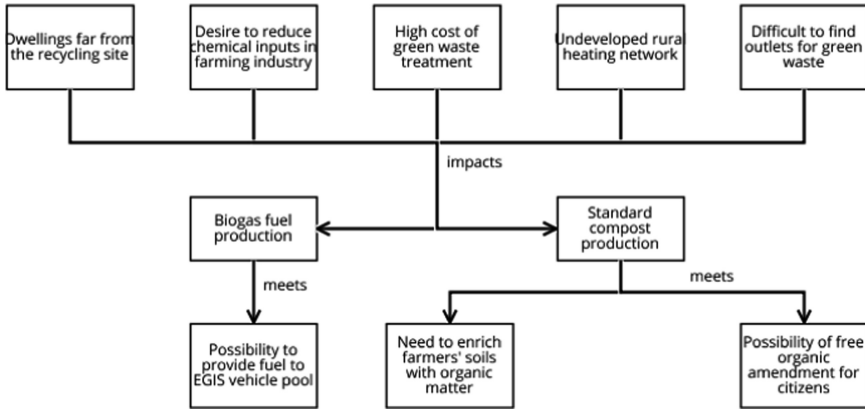 Dwellings far from
the recycling site
Desire to reduce
chemical inputs in
farming industry
High cost of
green waste
treatment
Undeveloped rural
heating network
Difficult to find
outlets for green
waste
impacts
Biogas fuel
production
Standard
compost
production
meets
meets
Possibility to
provide fuel to
EGIS vehicle pool
Need to enrich
farmers' soils
with organic
matter
Possibility of free
organic
amendment for
citizens